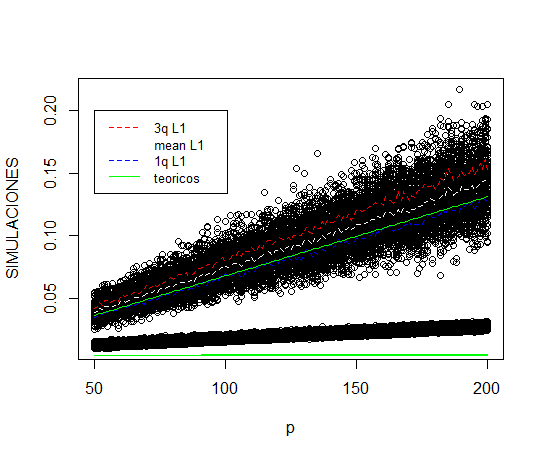 0.20
0.15
0.10
0.05
SIMULACIONES
3q L1
mean L1
1q L1
teoricos
50 100 150 200
p